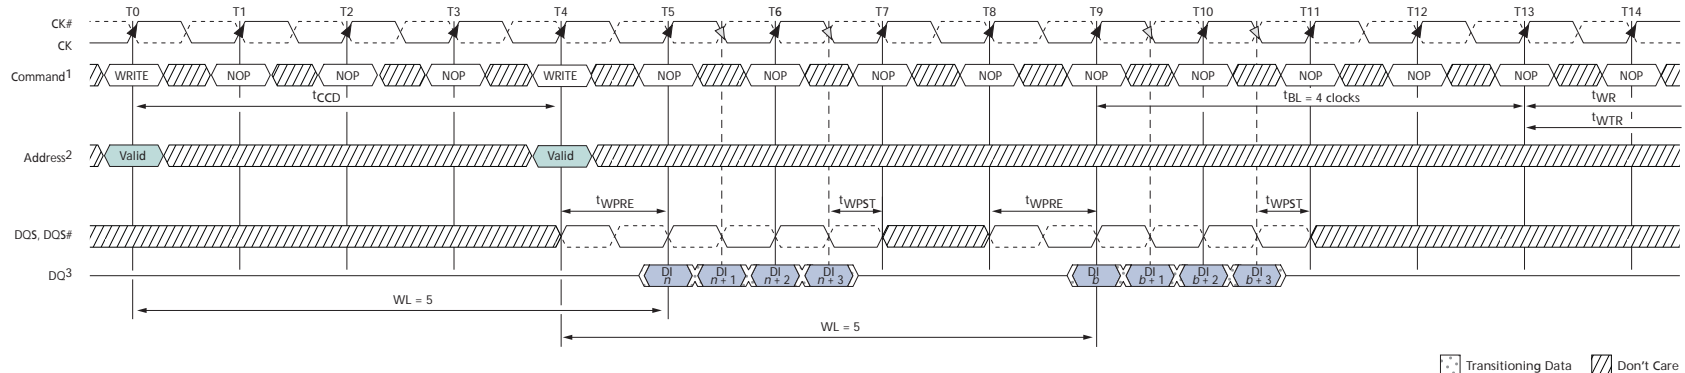 T0 T1 T2 T3 T4 T5 T6 T7 T8 T9 T10 T11 T12 T13 T14
CK#
CK
Command1 WRITE NOP NOP NOP WRITE NOP NOP NOP NOP NOP NOP NOP NOP NOP NOP
tCCD tBL = 4 clocks tWR
tWTR
Address2 Valid Valid
tWPRE tWPST tWPRE tWPST
DQS, DQS#
DQ3 DI n DI n + 1 DI n + 2 DI n + 3 DI b DI b + 1 DI b + 2 DI b + 3
WL = 5
WL = 5
Transitioning Data Don't Care